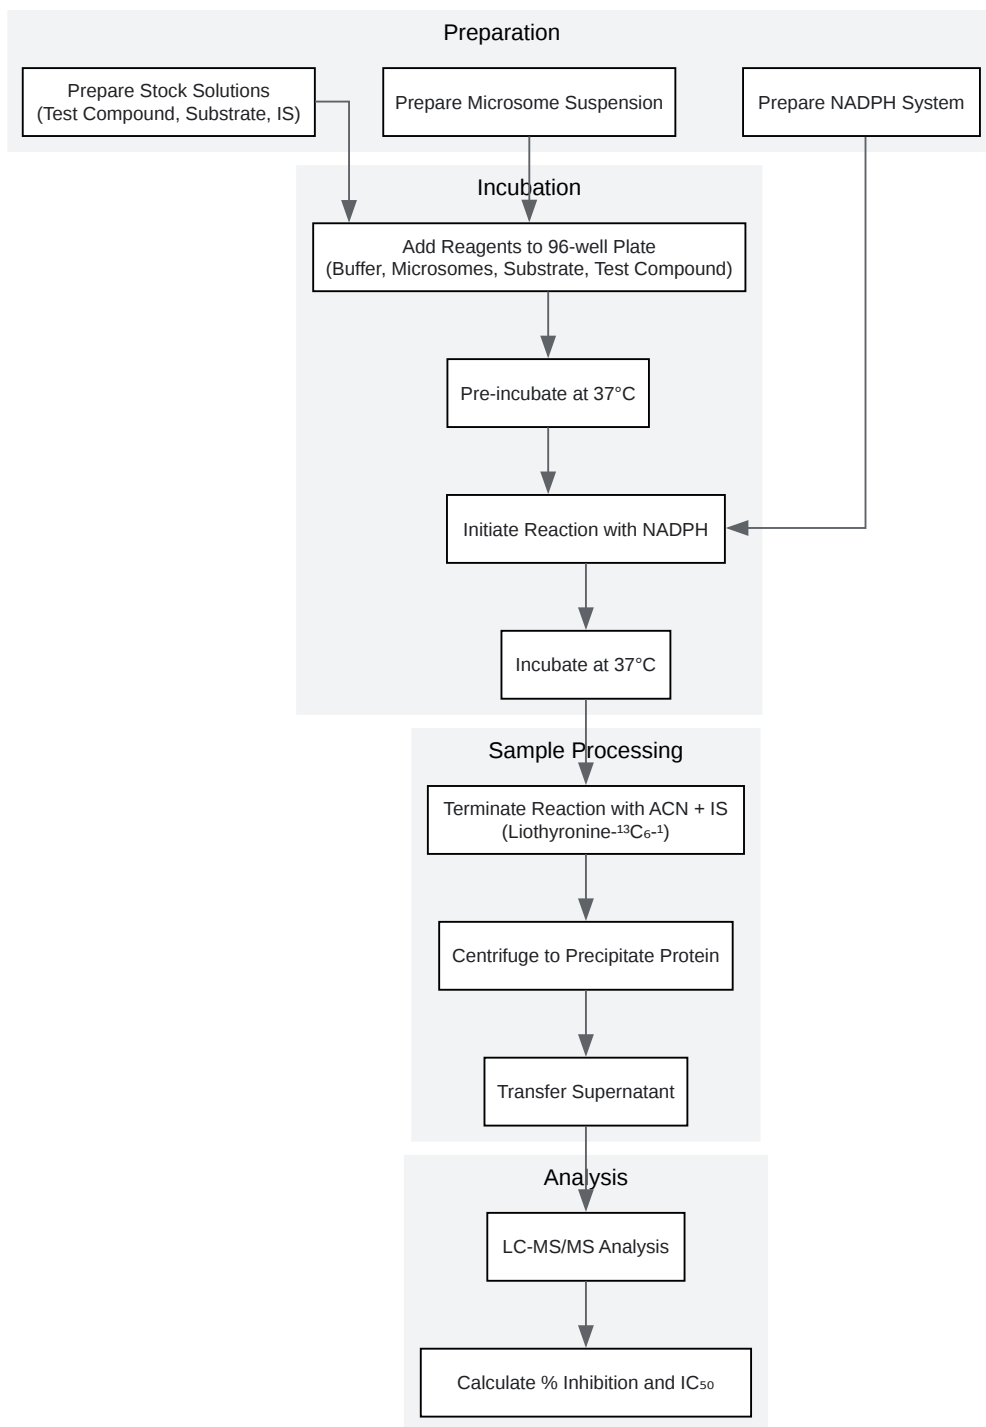 Preparation
Prepare Stock Solutions
(Test Compound, Substrate, IS)
Prepare Microsome Suspension
Prepare NADPH System
Incubation
Add Reagents to 96-well Plate
(Buffer, Microsomes, Substrate, Test Compound)
Pre-incubate at 37°C
Initiate Reaction with NADPH
Incubate at 37°C
Sample Processing
Terminate Reaction with ACN + IS
(Liothyronine-¹³C₆-¹)
Centrifuge to Precipitate Protein
Transfer Supernatant
Analysis
LC-MS/MS Analysis
Calculate % Inhibition and IC₅₀